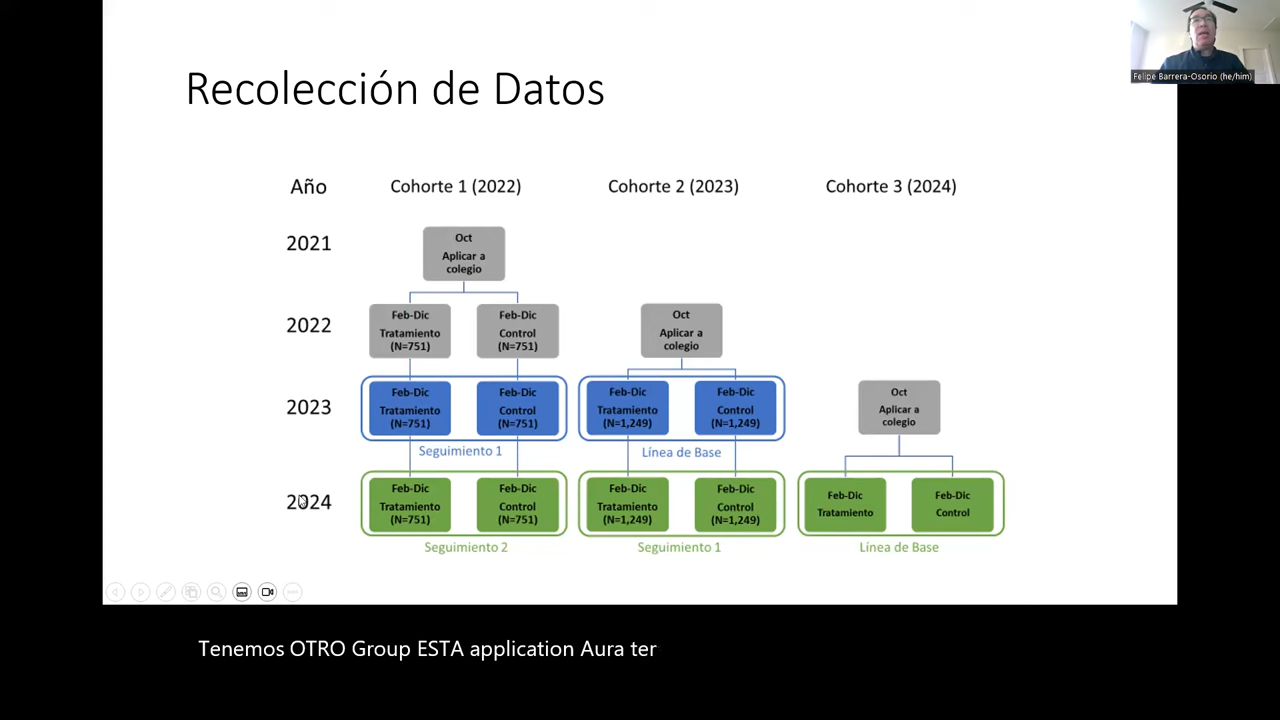 Felipe Barrera-Osorio (he/him)
Recolección de Datos
Año
Cohorte 1 (2022)
Cohorte 2 (2023)
Cohorte 3 (2024)
2021
Oct
Aplicar a
colegio
2022
Feb-Dic
Tratamiento
(N=751)
Feb-Dic
Control
(N=751)
Oct
Aplicar a
colegio
2023
Feb-Dic
Tratamiento
(N=751)
Feb-Dic
Control
(N=751)
Seguimiento 1
Feb-Dic
Tratamiento
(N=1,249)
Feb-Dic
Control
(N=1,249)
Línea de Base
Oct
Aplicar a
colegio
2024
Feb-Dic
Tratamiento
(N=751)
Feb-Dic
Control
(N=751)
Seguimiento 2
Feb-Dic
Tratamiento
(N=1,249)
Feb-Dic
Control
(N=1,249)
Seguimiento 1
Feb-Dic
Tratamiento
Feb-Dic
Control
Línea de Base
Tenemos OTRO Group ESTA application Aura ter